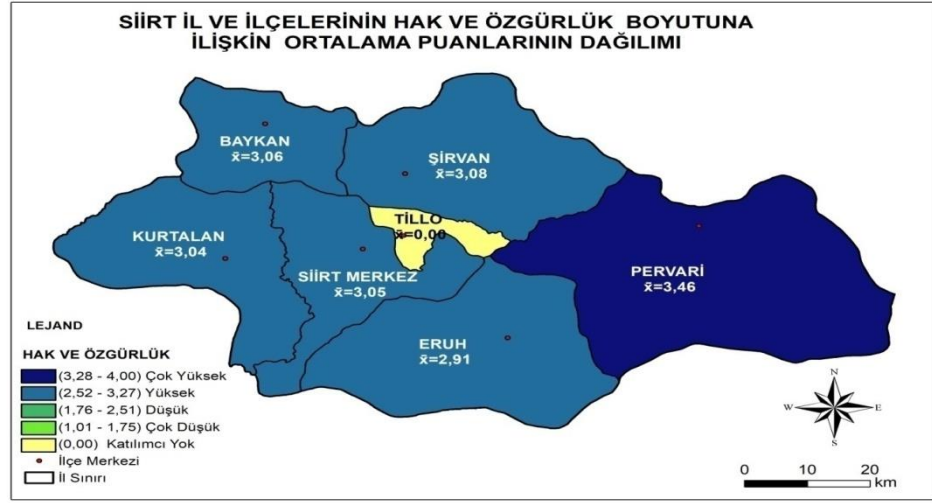 SİİRT İL VE İLÇELERİNİN HAK VE ÖZGÜRLÜK BOYUTUNA
İLİŞKİN ORTALAMA PUANLARININ DAĞILIMI
BAYKAN
x̄=3,06
ŞİRVAN
x̄=3,08
TİLLO
x̄=0,00
KURTALAN
x̄=3,04
SİİRT MERKEZ
x̄=3,05
PERVARİ
x̄=3,46
ERUH
x̄=2,91
LEJAND
HAK VE ÖZGÜRLÜK
(3,28 - 4,00) Çok Yüksek
(2,52 - 3,27) Yüksek
(1,76 - 2,51) Düşük
(1,01 - 1,75) Çok Düşük
(0,00) Katılımcı Yok
İlçe Merkezi
İl Sınırı
N
W E
S
0 10 20
km